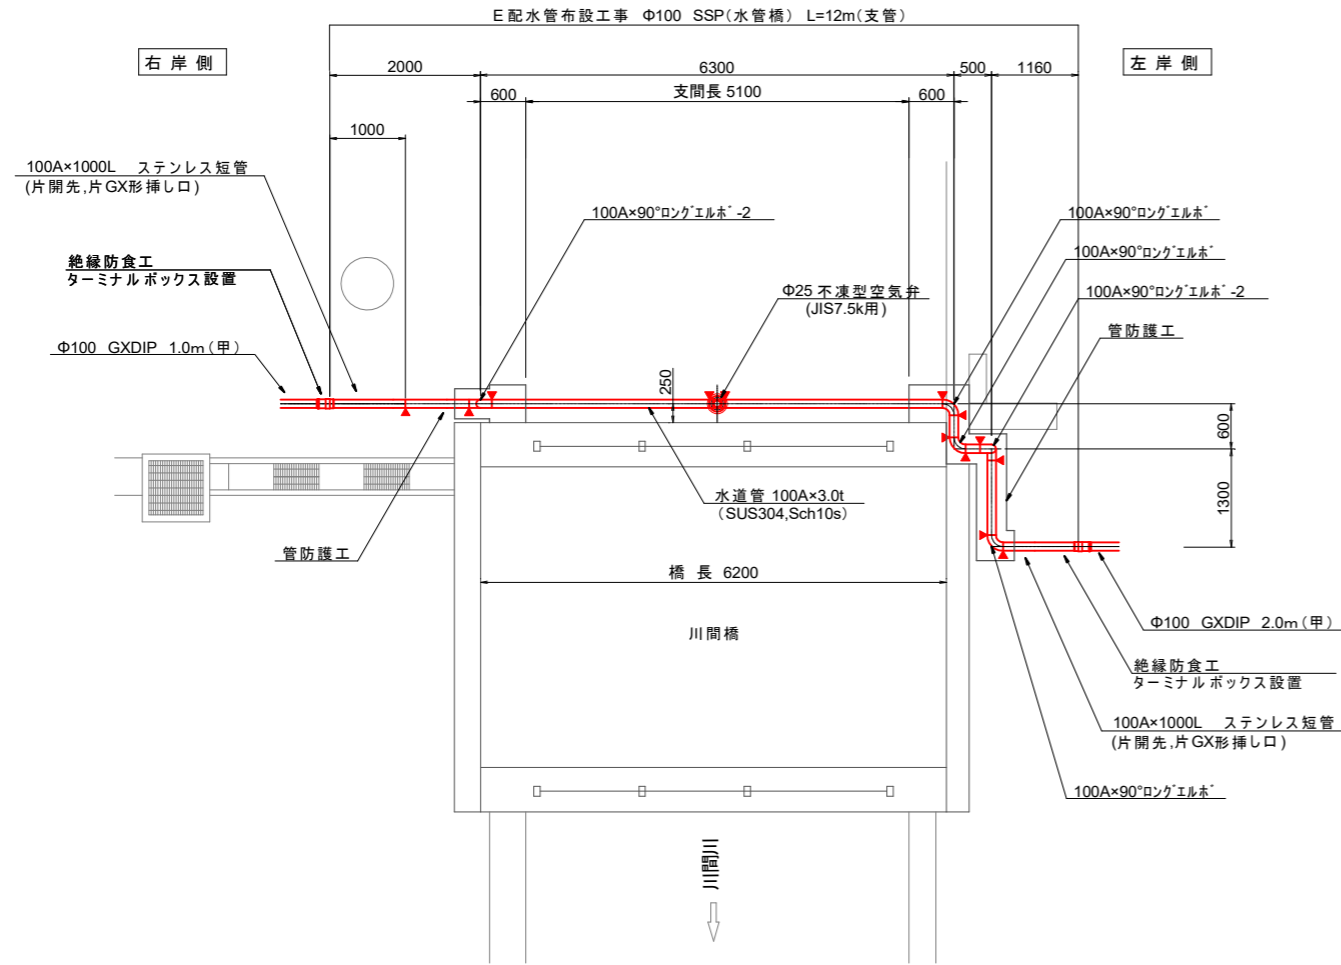 E 配水管布設工事 Φ100 SSP(水管橋) L=12m(支管)
右岸側
左岸側
2000
6300
500
1160
600
支間長 5100
600
1000
100A×1000L ステンレス短管
(片開先,片GX形挿し口)
100A×90°ロングエルボ-2
100A×90°ロングエルボ
100A×90°ロングエルボ
絶縁防食工
ターミナルボックス設置
Φ25 不凍型空気弁
(JIS7.5k用)
100A×90°ロングエルボ-2
管防護工
Φ100 GXDIP 1.0m(甲)
250
600
水道管 100A×3.0t
(SUS304,Sch10s)
1300
管防護工
橋長 6200
川間橋
Φ100 GXDIP 2.0m(甲)
絶縁防食工
ターミナルボックス設置
100A×1000L ステンレス短管
(片開先,片GX形挿し口)
100A×90°ロングエルボ
川間川